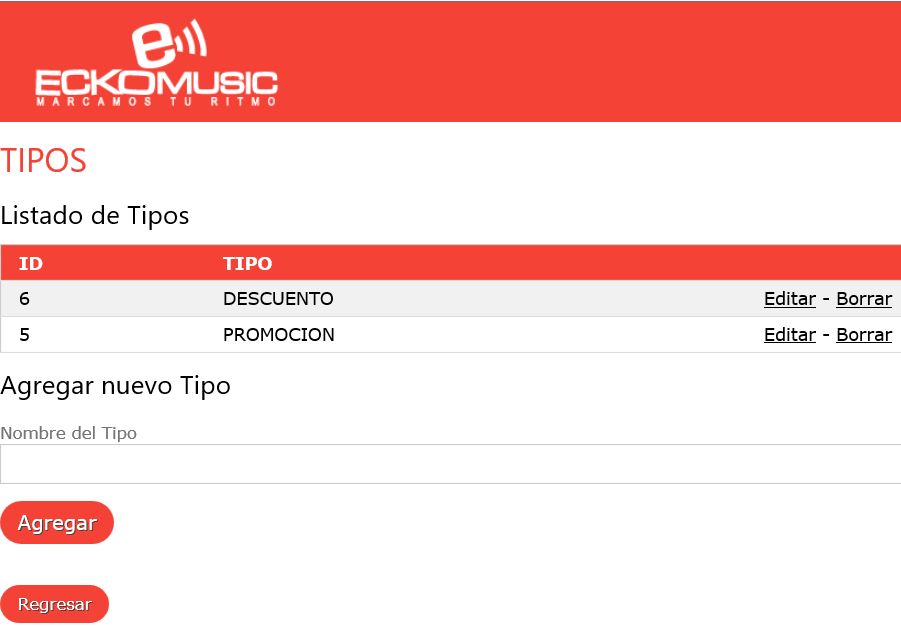 e
ECKOMUSIC
MARCAMOS TU RITMO
TIPOS
Listado de Tipos
ID TIPO
6 DESCUENTO Editar - Borrar
5 PROMOCION Editar - Borrar
Agregar nuevo Tipo
Nombre del Tipo
Agregar
Regresar